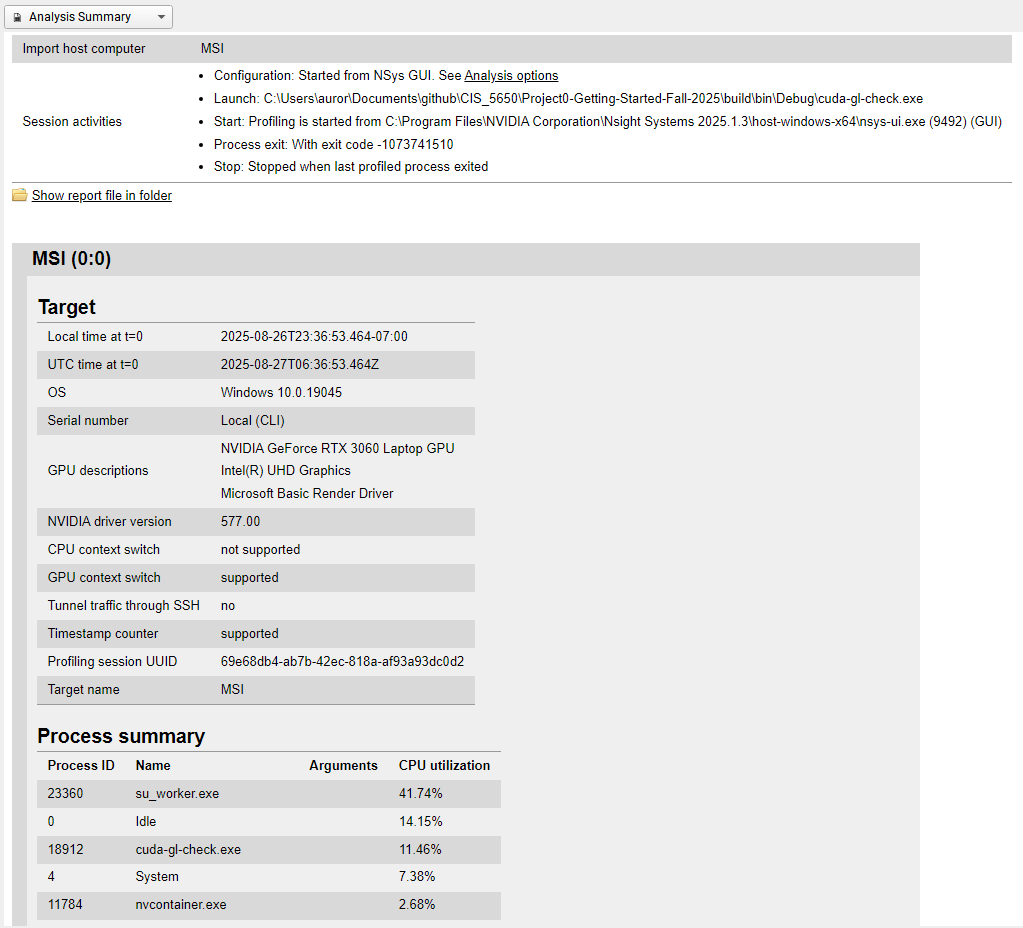 Analysis Summary
Import host computer MSI
Session activities
• Configuration: Started from NSys GUI. See Analysis options
• Launch: C:\Users\auror\Documents\github\CIS_5650\Project0-Getting-Started-Fall-2025\build\bin\Debug\cuda-gl-check.exe
• Start: Profiling is started from C:\Program Files\NVIDIA Corporation\Nsight Systems 2025.1.3\host-windows-x64\nsys-ui.exe (9492) (GUI)
• Process exit: With exit code -1073741510
• Stop: Stopped when last profiled process exited
Show report file in folder
MSI (0:0)
Target
Local time at t=0 2025-08-26T23:36:53.464-07:00
UTC time at t=0 2025-08-27T06:36:53.464Z
OS Windows 10.0.19045
Serial number Local (CLI)
GPU descriptions
NVIDIA GeForce RTX 3060 Laptop GPU
Intel(R) UHD Graphics
Microsoft Basic Render Driver
NVIDIA driver version 577.00
CPU context switch not supported
GPU context switch supported
Tunnel traffic through SSH no
Timestamp counter supported
Profiling session UUID 69e68db4-ab7b-42ec-818a-af93a93dc0d2
Target name MSI
Process summary
Process ID Name Arguments CPU utilization
23360 su_worker.exe 41.74%
0 Idle 14.15%
18912 cuda-gl-check.exe 11.46%
4 System 7.38%
11784 nvcontainer.exe 2.68%